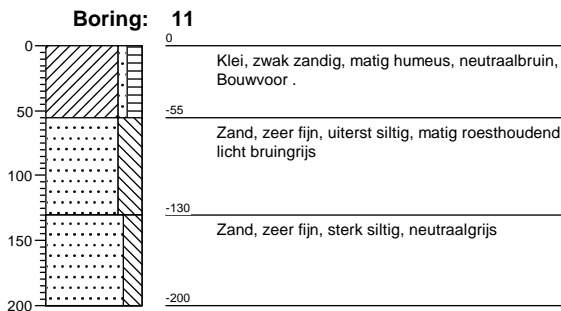 Boring: 11
0
0
Klei, zwak zandig, matig humeus, neutraalbruin,
Bouwvoor .
50
-55
Zand, zeer fijn, uiterst siltig, matig roesthoudend
licht bruingrijs
100
-130
150
Zand, zeer fijn, sterk siltig, neutraalgrijs
200
-200